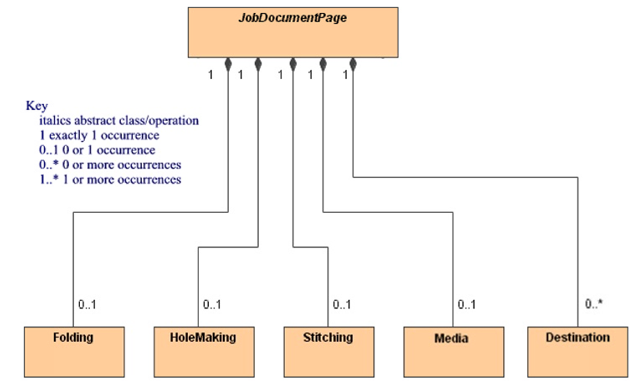 JobDocumentPage
1 1 1 1 1
Key
italics abstract class/operation
1 exactly 1 occurrence
0..1 0 or 1 occurrence
0..* 0 or more occurrences
1..* 1 or more occurrences
0..1 0..1 0..1 0..1 0..*
Folding HoleMaking Stitching Media Destination